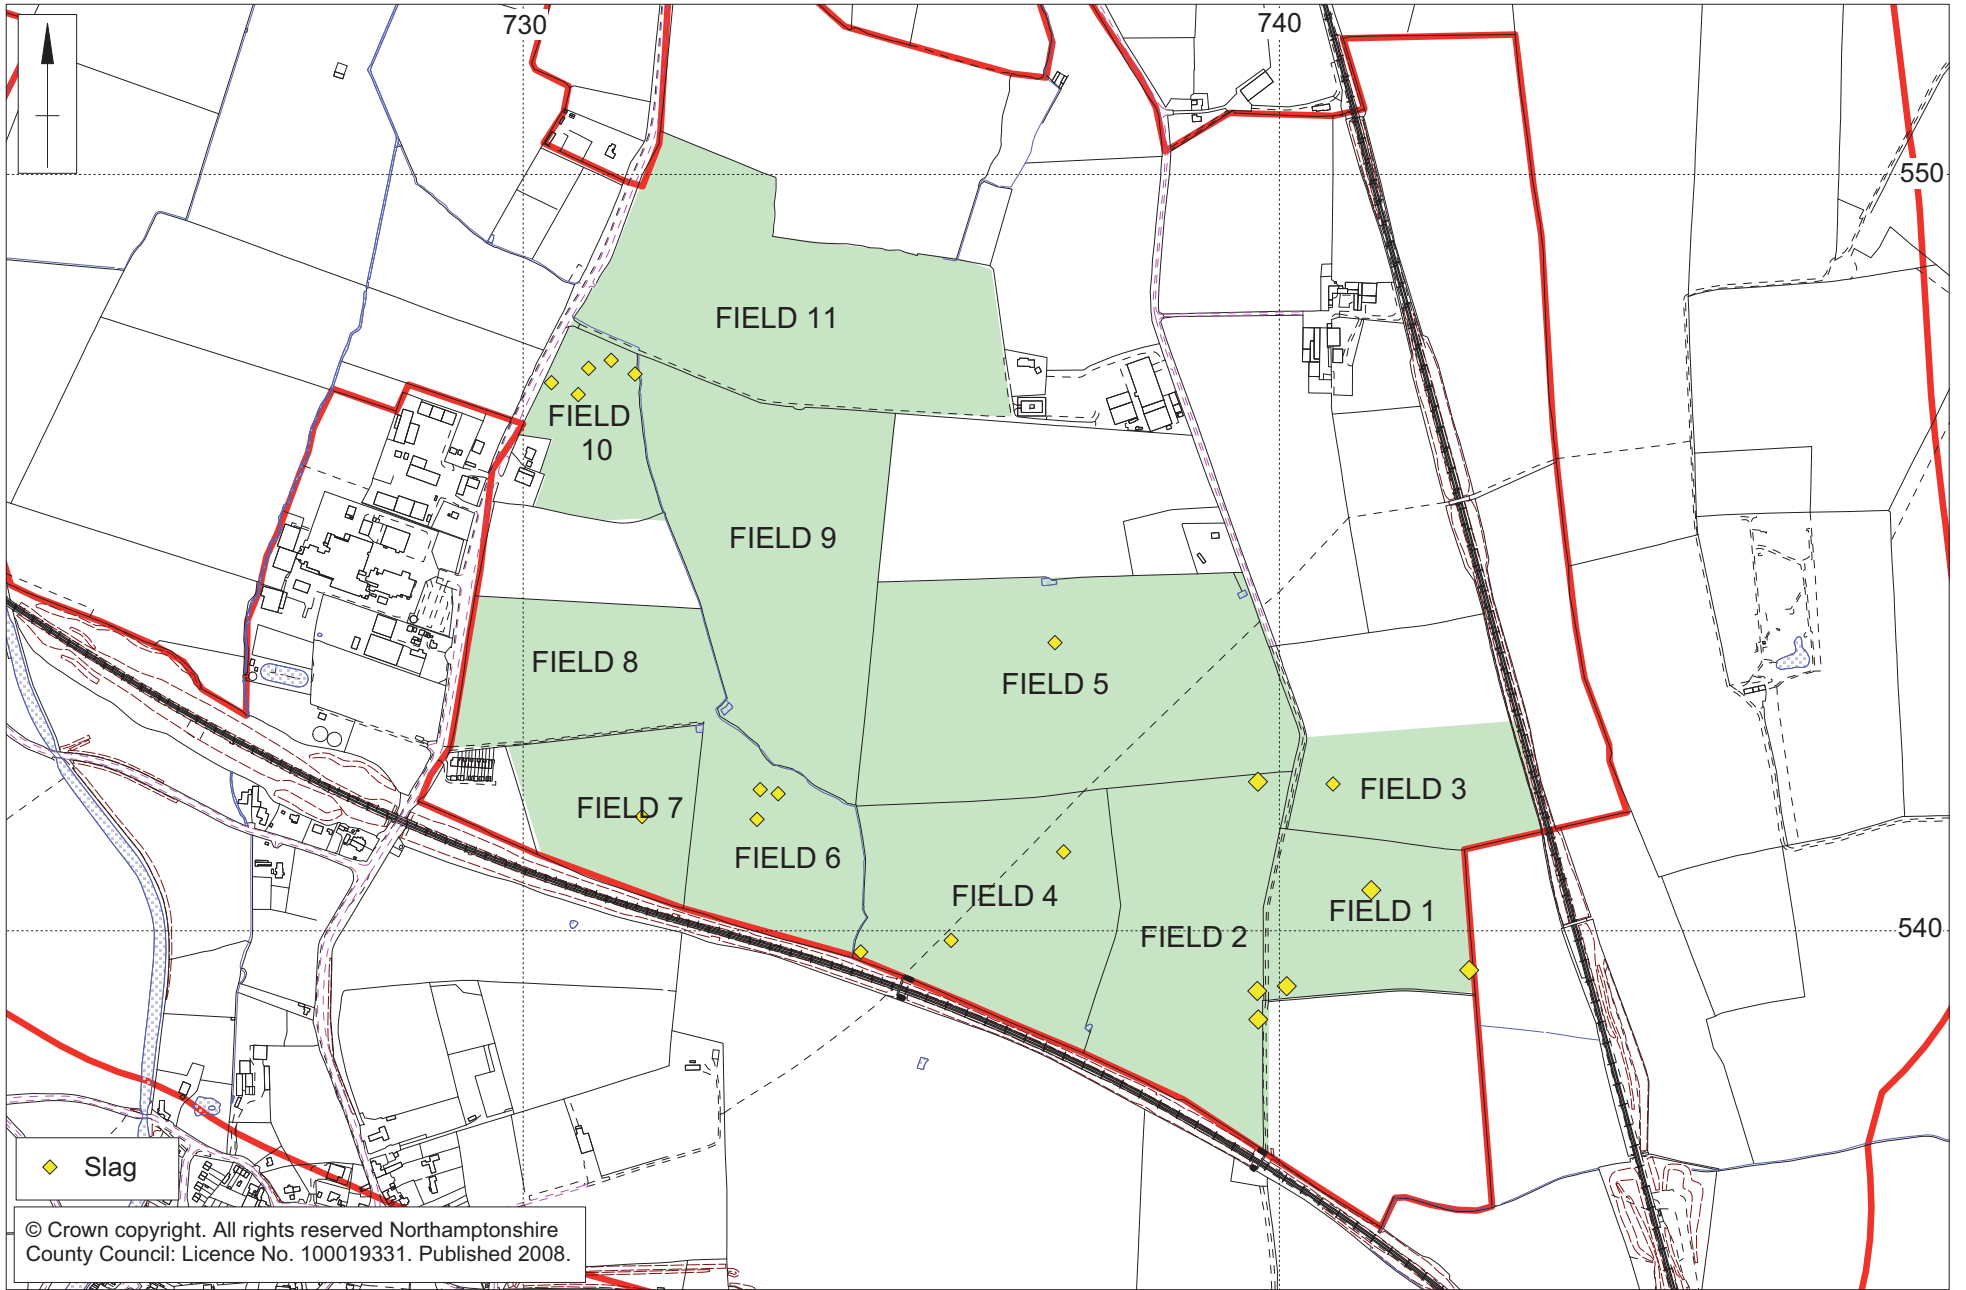 730
740
550
FIELD 11
FIELD
10
FIELD 9
FIELD 8
FIELD 5
FIELD 3
FIELD 7
FIELD 6
FIELD 4
FIELD 1
FIELD 2
540
Slag
© Crown copyright. All rights reserved Northamptonshire
County Council: Licence No. 100019331. Published 2008.